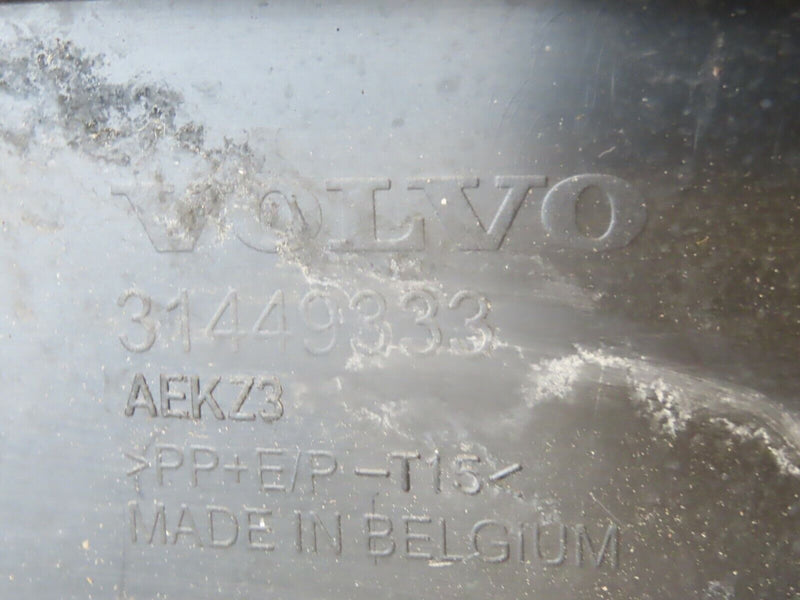 VOLVO
31449333
AEKZ3
>PP+E/P-T15<
MADE IN BELGIUM